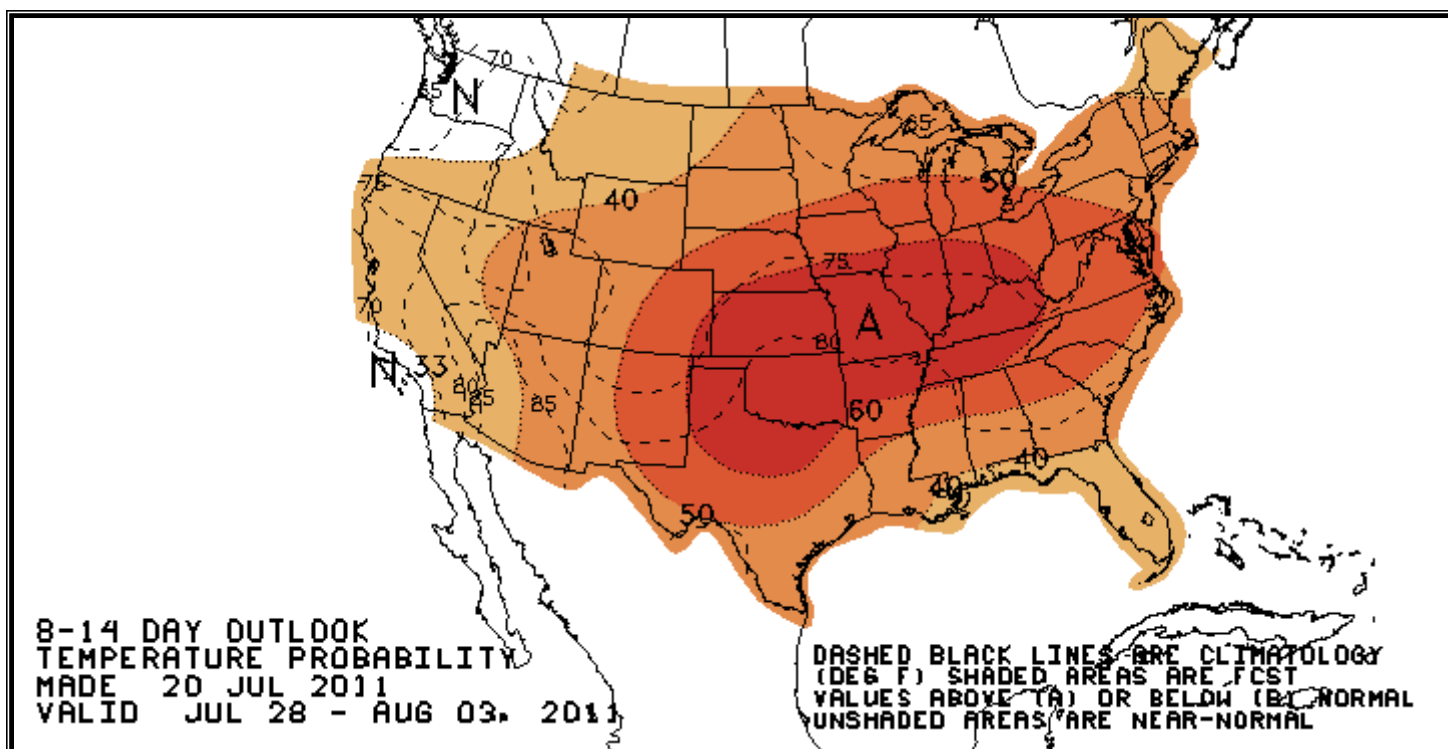 70
N
75
40
65
50
75
A
80
70
N
33
80
85
85
60
40
40
50
8-14 DAY OUTLOOK
TEMPERATURE PROBABILITY
MADE 20 JUL 2011
VALID JUL 28 - AUG 03, 2011
DASHED BLACK LINES ARE CLIMATOLOGY
(DEG F) SHADED AREAS ARE FCST
VALUES ABOVE (A) OR BELOW (B) NORMAL
UNSHADED AREAS ARE NEAR-NORMAL